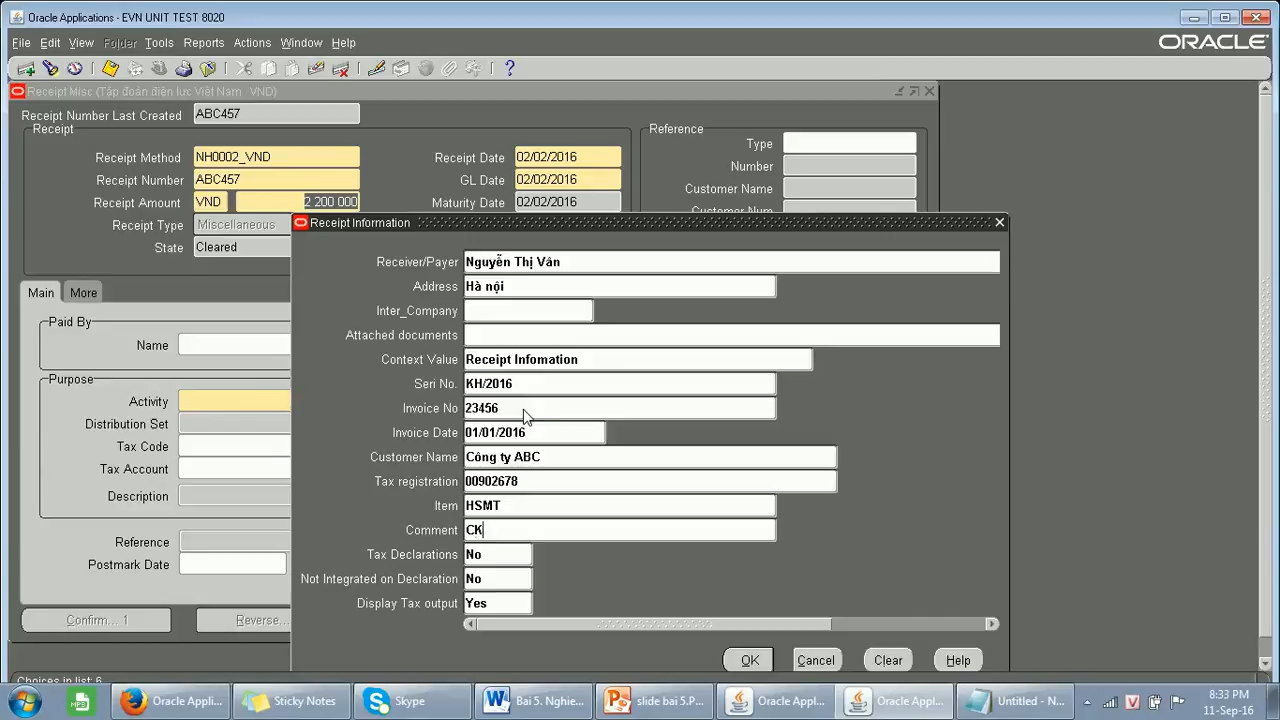 Oracle Applications - EVN UNIT TEST 8020
File Edit View Folder Tools Reports Actions Window Help
ORACLE
Receipt Misc (Tập đoàn điện lực Việt Nam VND)
Receipt Number Last Created ABC457
Receipt
Reference
Type
Receipt Method NH0002_VND
Receipt Date 02/02/2016
Number
Receipt Number ABC457
GL Date 02/02/2016
Customer Name
Receipt Amount VND 2 200 000
Maturity Date 02/02/2016
Customer Num
Receipt Type Miscellaneous
State Cleared
Receipt Information
Receiver/Payer Nguyễn Thị Vân
Address Hà nội
Inter_Company
Attached documents
Context Value Receipt Infomation
Seri No. KH/2016
Invoice No 23456
Invoice Date 01/01/2016
Customer Name Công ty ABC
Tax registration 00902678
Item HSMT
Comment CK
Tax Declarations No
Not Integrated on Declaration No
Display Tax output Yes
OK Cancel Clear Help
Main More
Paid By
Name
Purpose
Activity
Distribution Set
Tax Code
Tax Account
Description
Reference
Postmark Date
Confirm... 1 Reverse...
Choices in list: 6
Oracle Appli... Sticky Notes Skype Bai 5. Nghie... slide bài 5.P... Oracle Appli... Oracle Appli... Untitled - N...
8:33 PM
11-Sep-16